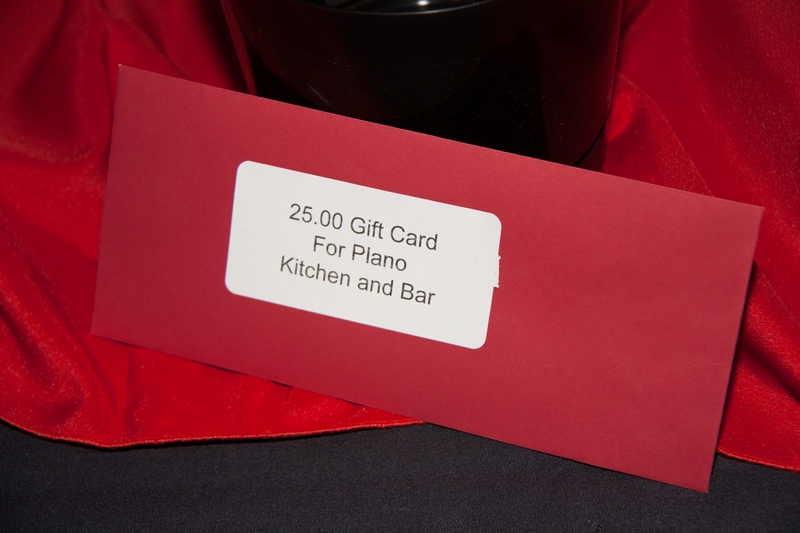 25.00 Gift Card
For Plano
Kitchen and Bar